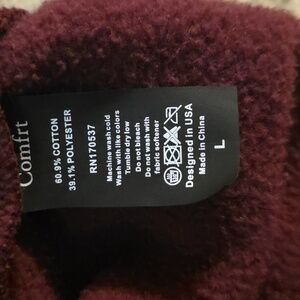 Comfrt
60.9% COTTON
39.1% POLYESTER
RN170537
Machine wash cold
Wash with like colors
Tumble dry low
Do not bleach
Do not wash with
fabric softener
Designed in USA
Made in China
L